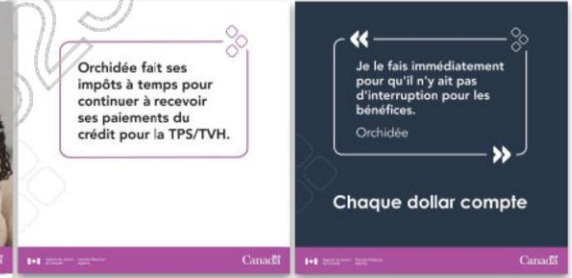 Orchidée fait ses
impôts à temps pour
continuer à recevoir
ses paiements du
crédit pour la TPS/TVH.
Canada
«
Je le fais immédiatement
pour qu'il n'y ait pas
d'interruption pour les
bénéfices.
Orchidée
»
Chaque dollar compte
Canada